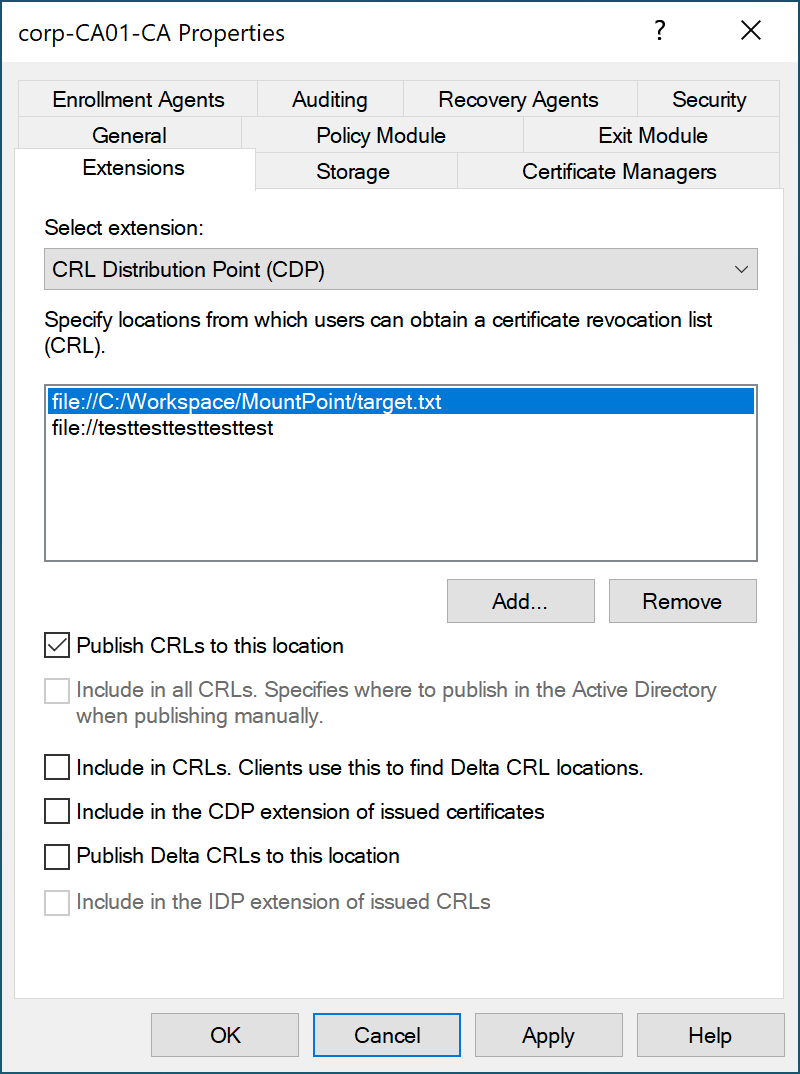 corp-CA01-CA Properties
?
Enrollment Agents
Auditing
Recovery Agents
Security
General
Policy Module
Exit Module
Extensions
Storage
Certificate Managers
Select extension:
CRL Distribution Point (CDP)
Specify locations from which users can obtain a certificate revocation list
(CRL).
file://C:/Workspace/MountPoint/target.txt
file://testtesttesttesttest
Add...
Remove
Publish CRLs to this location
Include in all CRLs. Specifies where to publish in the Active Directory
when publishing manually.
Include in CRLs. Clients use this to find Delta CRL locations.
Include in the CDP extension of issued certificates
Publish Delta CRLs to this location
Include in the IDP extension of issued CRLs
OK
Cancel
Apply
Help